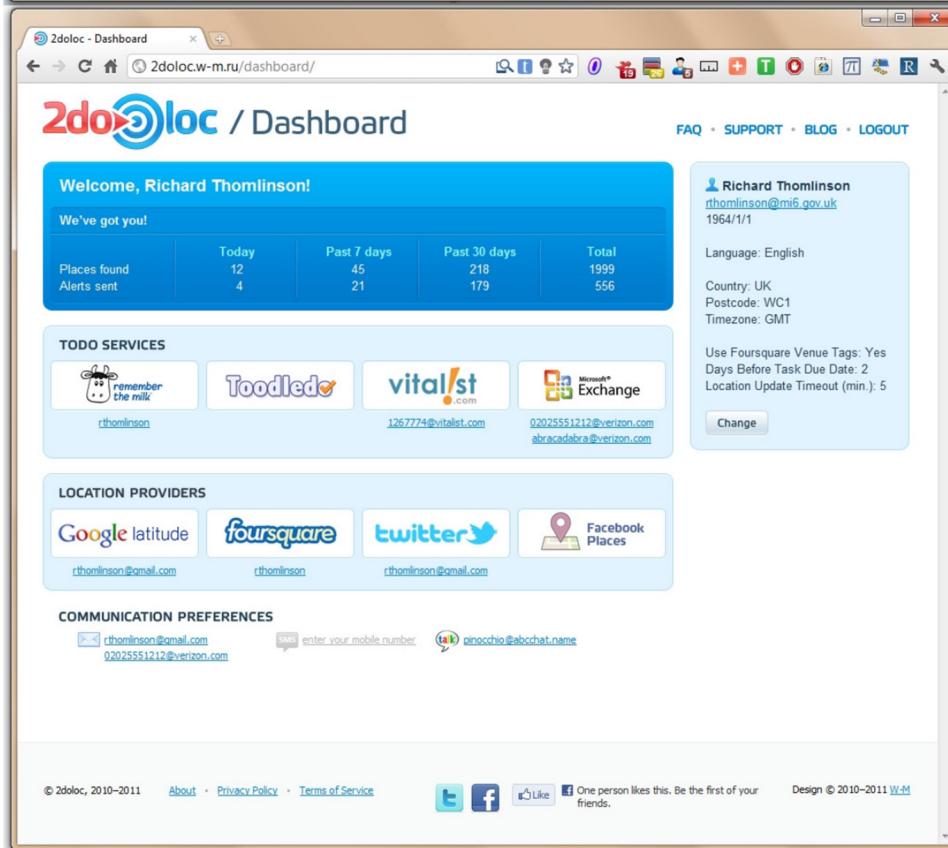 2doloc - Dashboard
2doloc.w-m.ru/dashboard/
2do loc / Dashboard
FAQ • SUPPORT • BLOG • LOGOUT
Welcome, Richard Thomlinson!
We've got you!
Today Past 7 days Past 30 days Total
Places found 12 45 218 1999
Alerts sent 4 21 179 556
Richard Thomlinson
rthomlinson@mi6.gov.uk
1964/1/1
Language: English
Country: UK
Postcode: WC1
Timezone: GMT
Use Foursquare Venue Tags: Yes
Days Before Task Due Date: 2
Location Update Timeout (min.): 5
Change
TODO SERVICES
remember
the milk
Toodledo
vitalist
.com
Microsoft®
Exchange
rthomlinson
1267774@vitalist.com
02025551212@verizon.com
abracadabra@verizon.com
LOCATION PROVIDERS
Google latitude
foursquare
twitter
Facebook
Places
rthomlinson@gmail.com
rthomlinson
rthomlinson@gmail.com
COMMUNICATION PREFERENCES
rthomlinson@gmail.com
02025551212@verizon.com
SMS enter your mobile number
talk pinocchio@abcchat.name
© 2doloc, 2010–2011 About • Privacy Policy • Terms of Service
Like
One person likes this. Be the first of your
friends.
Design © 2010–2011 W-M